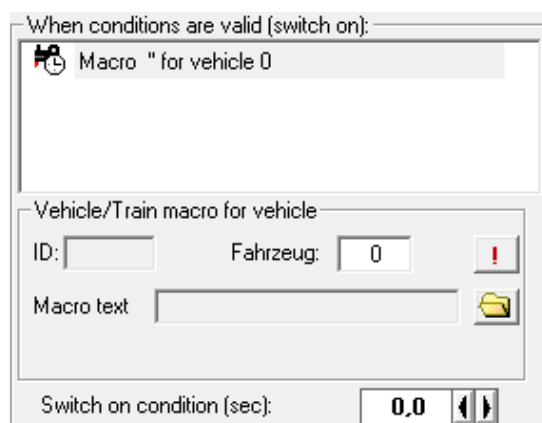 When conditions are valid (switch on):
Macro '' for vehicle 0
Vehicle/Train macro for vehicle
ID: Fahrzeug: 0 !
Macro text
Switch on condition (sec): 0,0